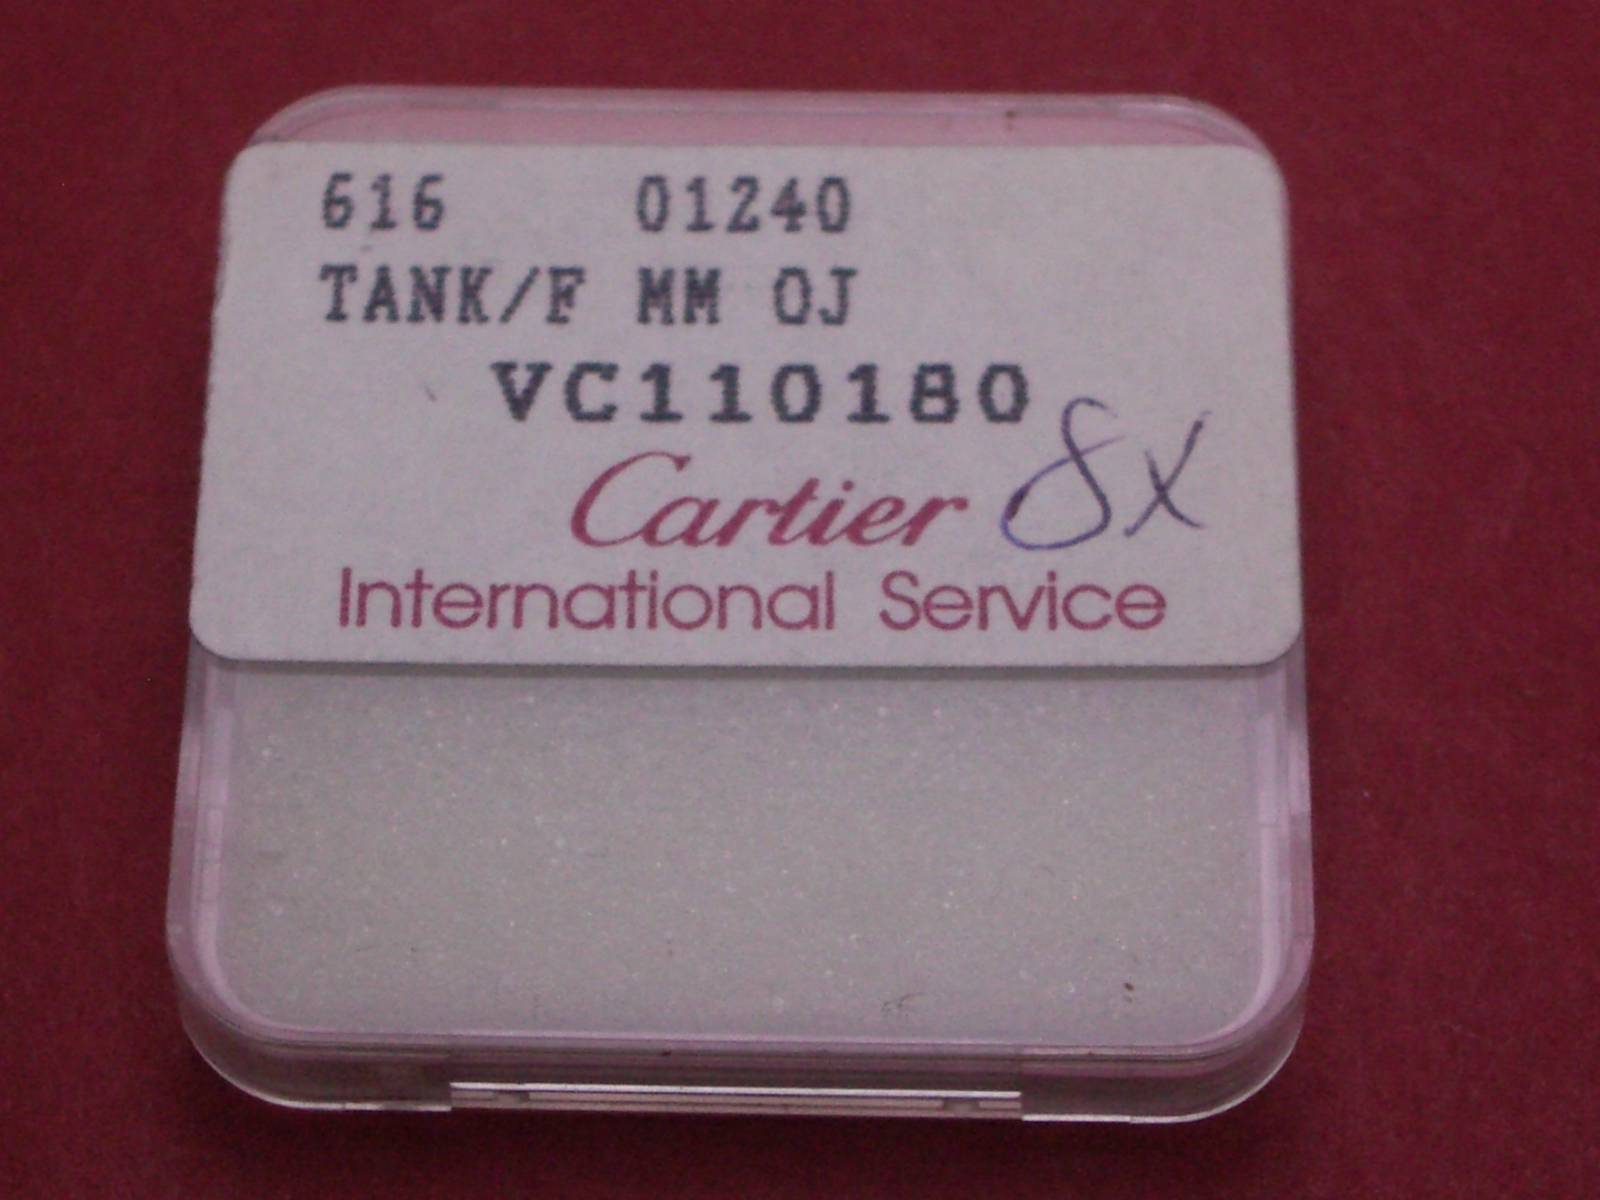 616 01240
TANK/F MM OJ
VC110180
Cartier 8x
International Service